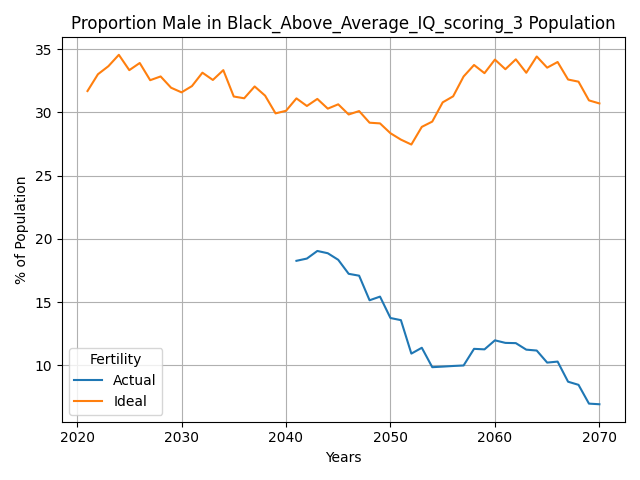 Proportion Male in Black_Above_Average_IQ_scoring_3 Population
% of Population
35
30
25
20
15
10
Fertility
Actual
Ideal
2020 2030 2040 2050 2060 2070
Years